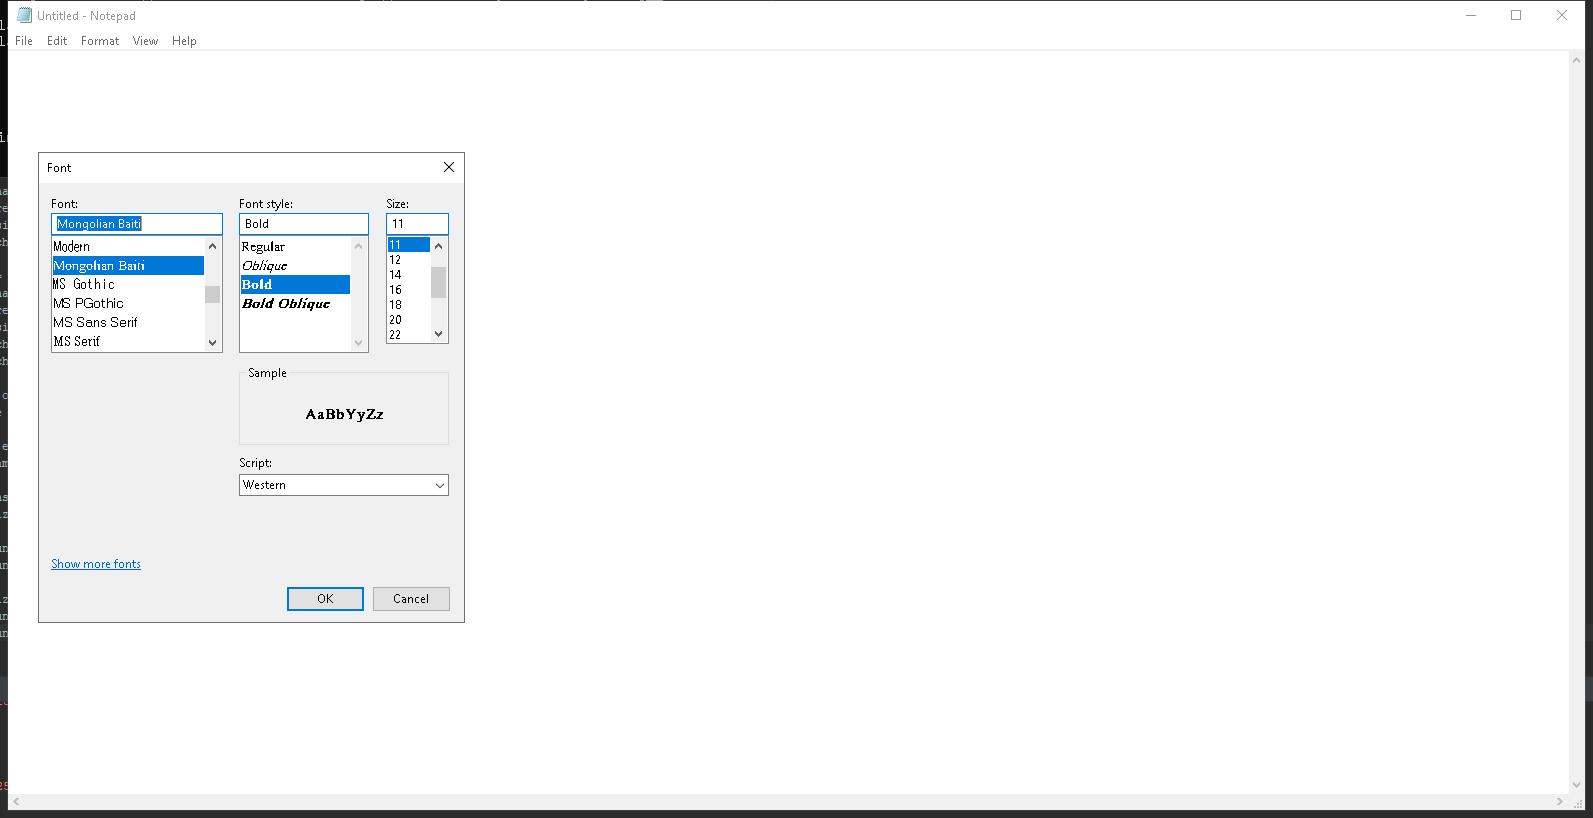 Untitled - Notepad
File Edit Format View Help
Font
Font: Font style: Size:
Mongolian Baiti Bold 11
Modern Regular 11
Mongolian Baiti Oblique 12
MS Gothic Bold 14
MS PGothic Bold Oblique 16
MS Sans Serif 18
MS Serif 20
22
Sample
AaBbYyZz
Script:
Western
Show more fonts
OK Cancel